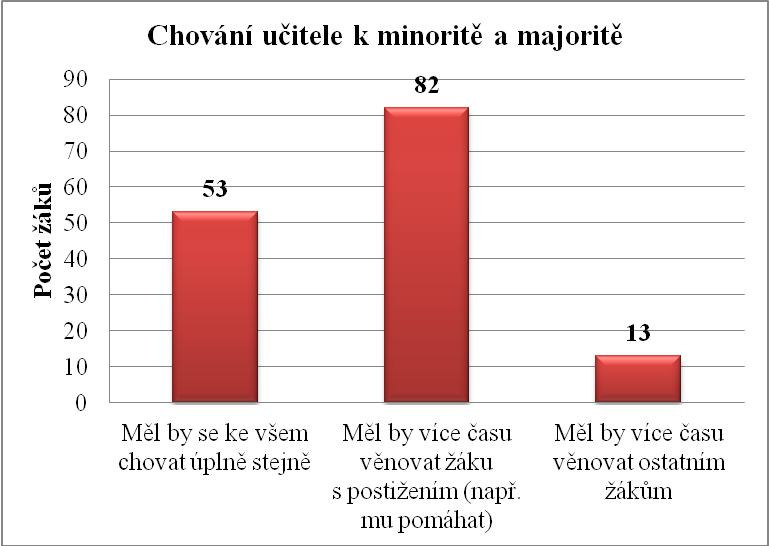 Chování učitele k minoritě a majoritě
Počet žáků
90
80
70
60
50
40
30
20
10
0
53
82
13
Měl by se ke všem
chovat úplně stejně
Měl by více času
věnovat žáku
s postižením (např.
mu pomáhat)
Měl by více času
věnovat ostatním
žákům